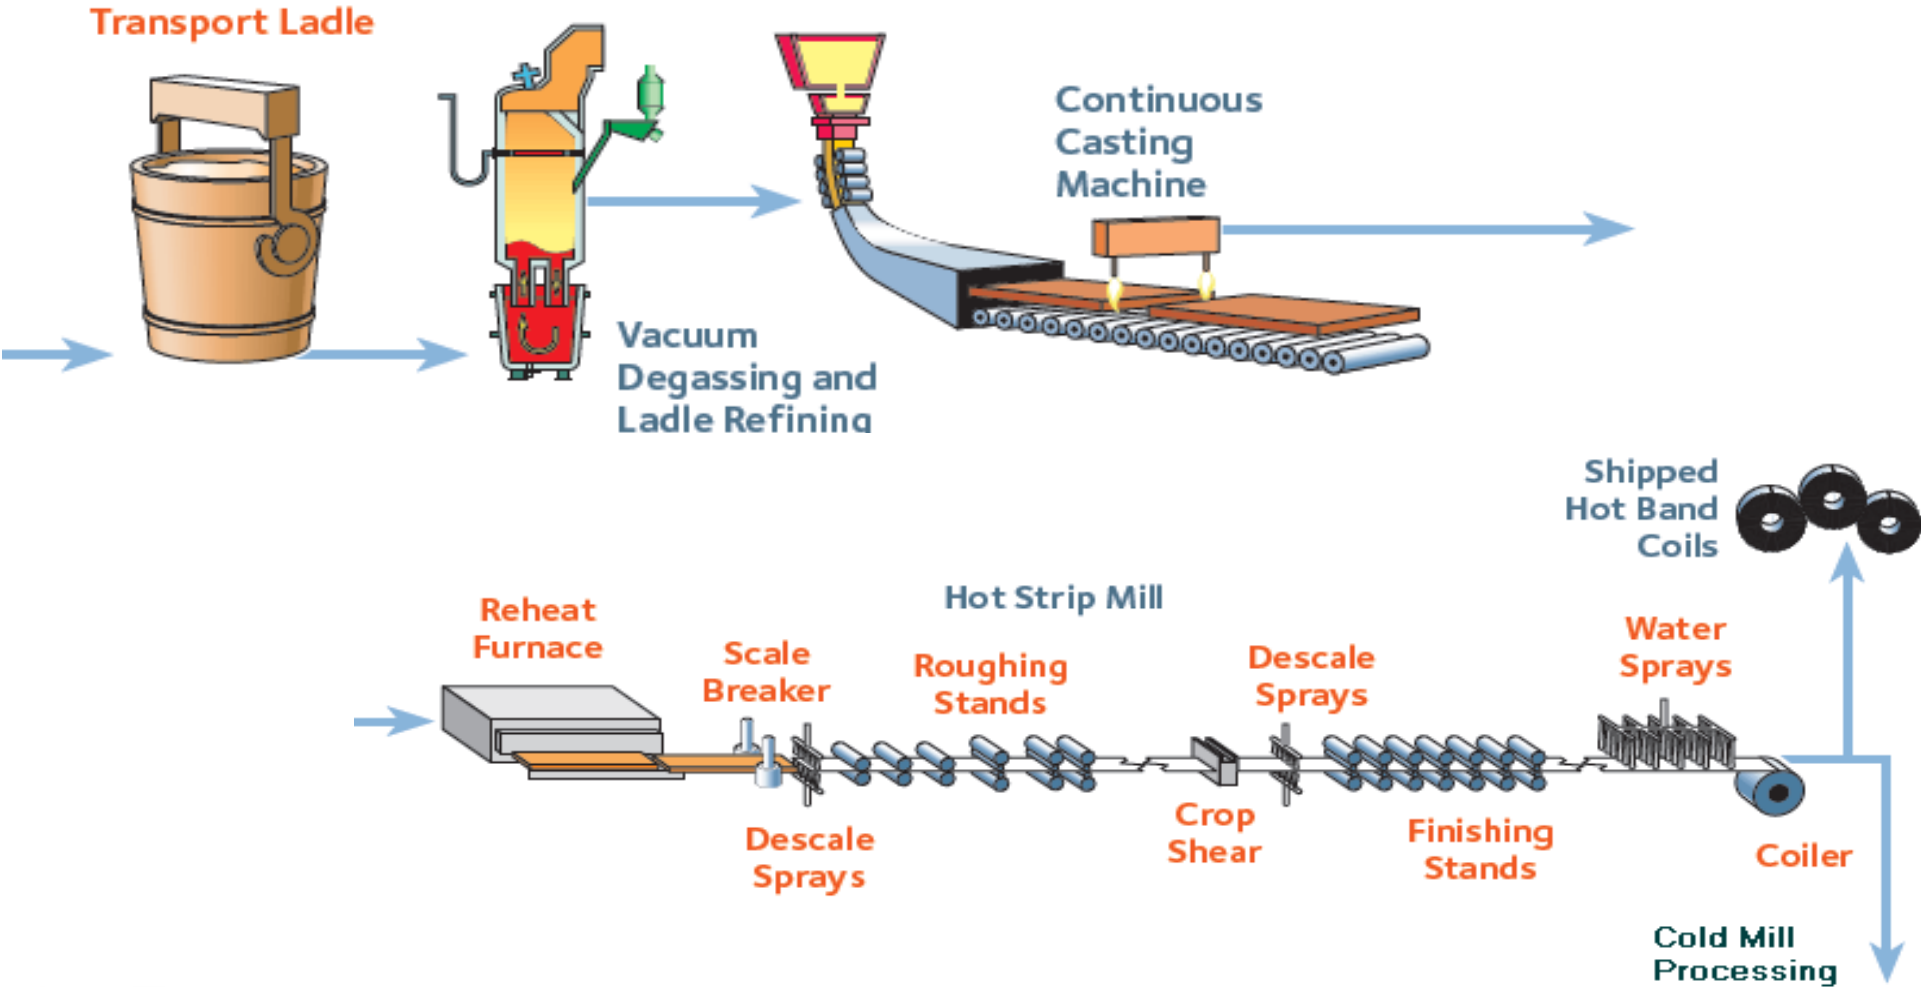 Transport Ladle
Continuous
Casting
Machine
Vacuum
Degassing and
Ladle Refining
Shipped
Hot Band
Coils
Hot Strip Mill
Reheat
Furnace
Scale
Breaker
Roughing
Stands
Descale
Sprays
Water
Sprays
Descale
Sprays
Crop
Shear
Finishing
Stands
Coiler
Cold Mill
Processing